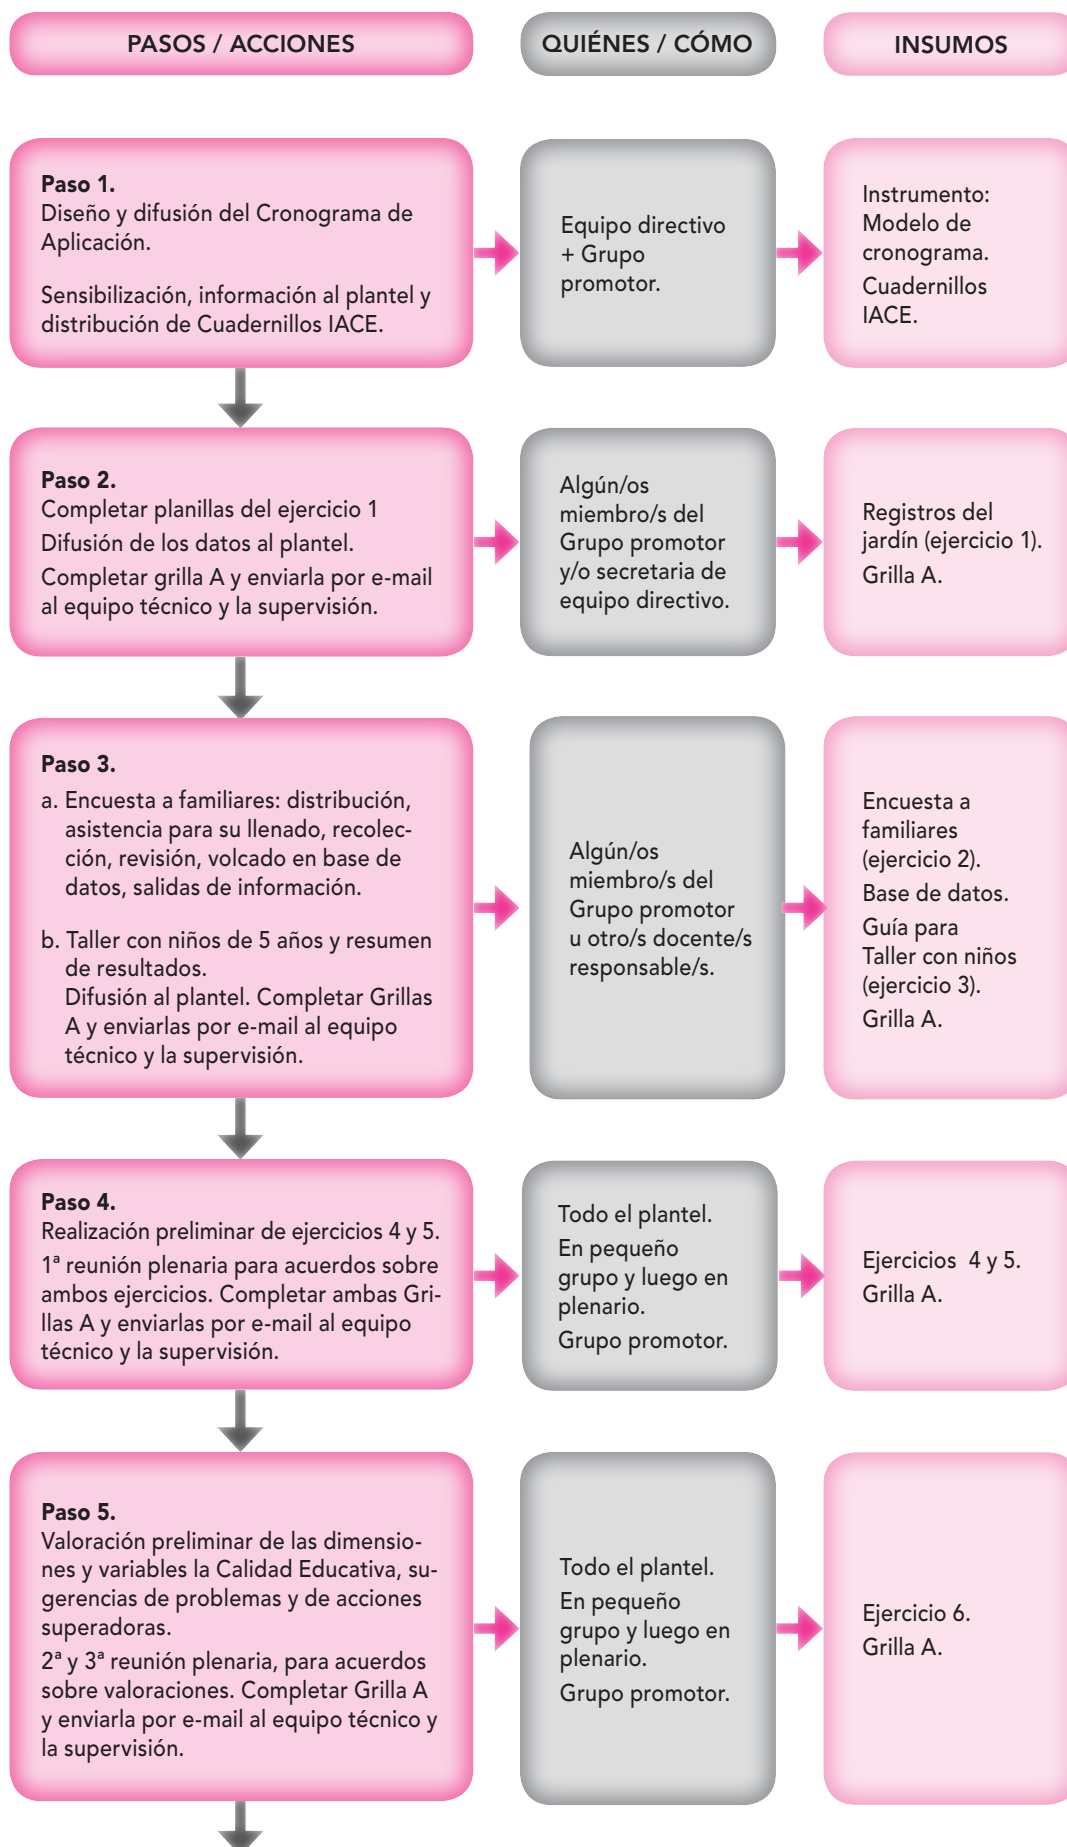 PASOS / ACCIONES
QUIÉNES / CÓMO
INSUMOS
Paso 1.
Diseño y difusión del Cronograma de
Aplicación.
Sensibilización, información al plantel y
distribución de Cuadernillos IACE.
Equipo directivo
+ Grupo
promotor.
Instrumento:
Modelo de
cronograma.
Cuadernillos
IACE.
Paso 2.
Completar planillas del ejercicio 1
Difusión de los datos al plantel.
Completar grilla A y enviarla por e-mail
al equipo técnico y la supervisión.
Algún/os
miembro/s del
Grupo promotor
y/o secretaria de
equipo directivo.
Registros del
jardín (ejercicio 1).
Grilla A.
Paso 3.
a. Encuesta a familiares: distribución,
asistencia para su llenado, recolec-
ción, revisión, volcado en base de
datos, salidas de información.
b. Taller con niños de 5 años y resumen
de resultados.
Difusión al plantel. Completar Grillas
A y enviarlas por e-mail al equipo
técnico y la supervisión.
Algún/os
miembro/s del
Grupo promotor
u otro/s docente/s
responsable/s.
Encuesta a
familiares
(ejercicio 2).
Base de datos.
Guía para
Taller con niños
(ejercicio 3).
Grilla A.
Paso 4.
Realización preliminar de ejercicios 4 y 5.
1ª reunión plenaria para acuerdos sobre
ambos ejercicios. Completar ambas Gri-
llas A y enviarlas por e-mail al equipo
técnico y la supervisión.
Todo el plantel.
En pequeño
grupo y luego en
plenario.
Grupo promotor.
Ejercicios 4 y 5.
Grilla A.
Paso 5.
Valoración preliminar de las dimensio-
nes y variables la Calidad Educativa, su-
gerencias de problemas y de acciones
superadoras.
2ª y 3ª reunión plenaria, para acuerdos
sobre valoraciones. Completar Grilla A
y enviarla por e-mail al equipo técnico y
la supervisión.
Todo el plantel.
En pequeño
grupo y luego en
plenario.
Grupo promotor.
Ejercicio 6.
Grilla A.